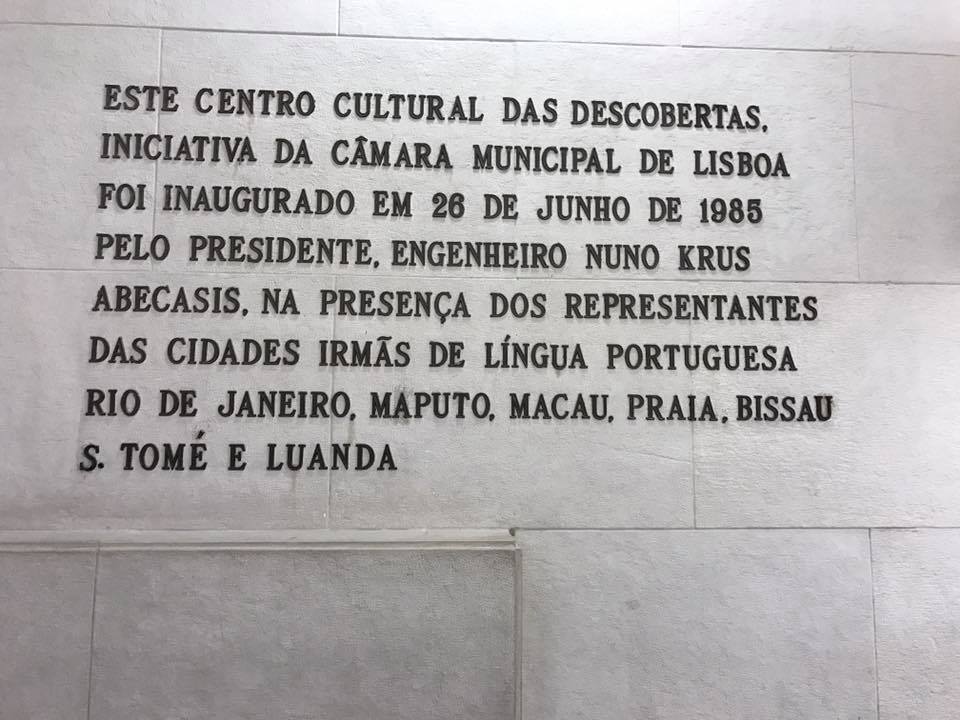 ESTE CENTRO CULTURAL DAS DESCOBERTAS,
INICIATIVA DA CÂMARA MUNICIPAL DE LISBOA
FOI INAUGURADO EM 26 DE JUNHO DE 1985
PELO PRESIDENTE, ENGENHEIRO NUNO KRUS
ABECASIS, NA PRESENÇA DOS REPRESENTANTES
DAS CIDADES IRMÃS DE LÍNGUA PORTUGUESA
RIO DE JANEIRO, MAPUTO, MACAU, PRAIA, BISSAU
S. TOMÉ E LUANDA